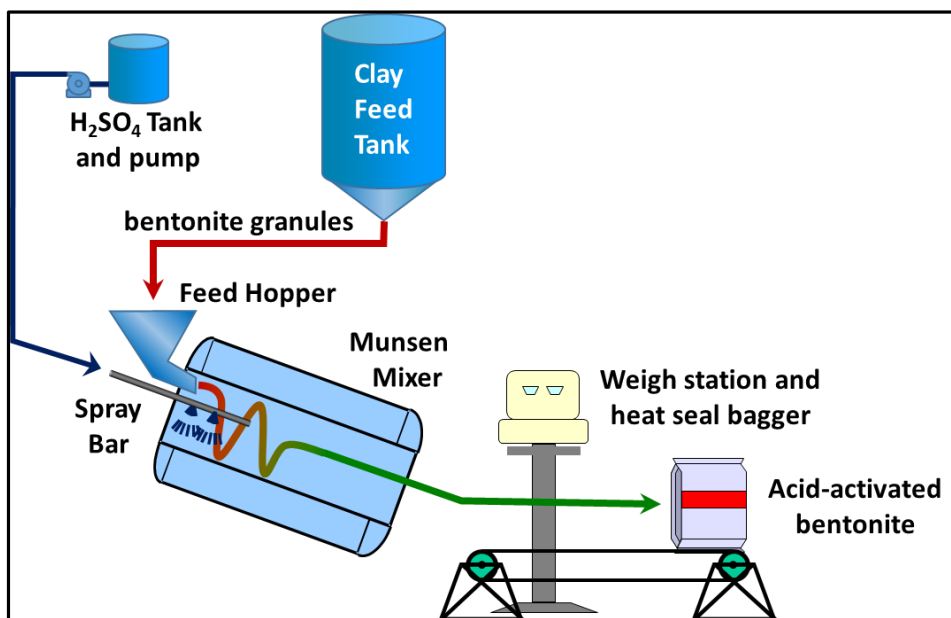 Clay
Feed
Tank
H₂SO₄ Tank
and pump
bentonite granules
Feed Hopper
Munsen
Mixer
Spray
Bar
Weigh station and
heat seal bagger
Acid-activated
bentonite